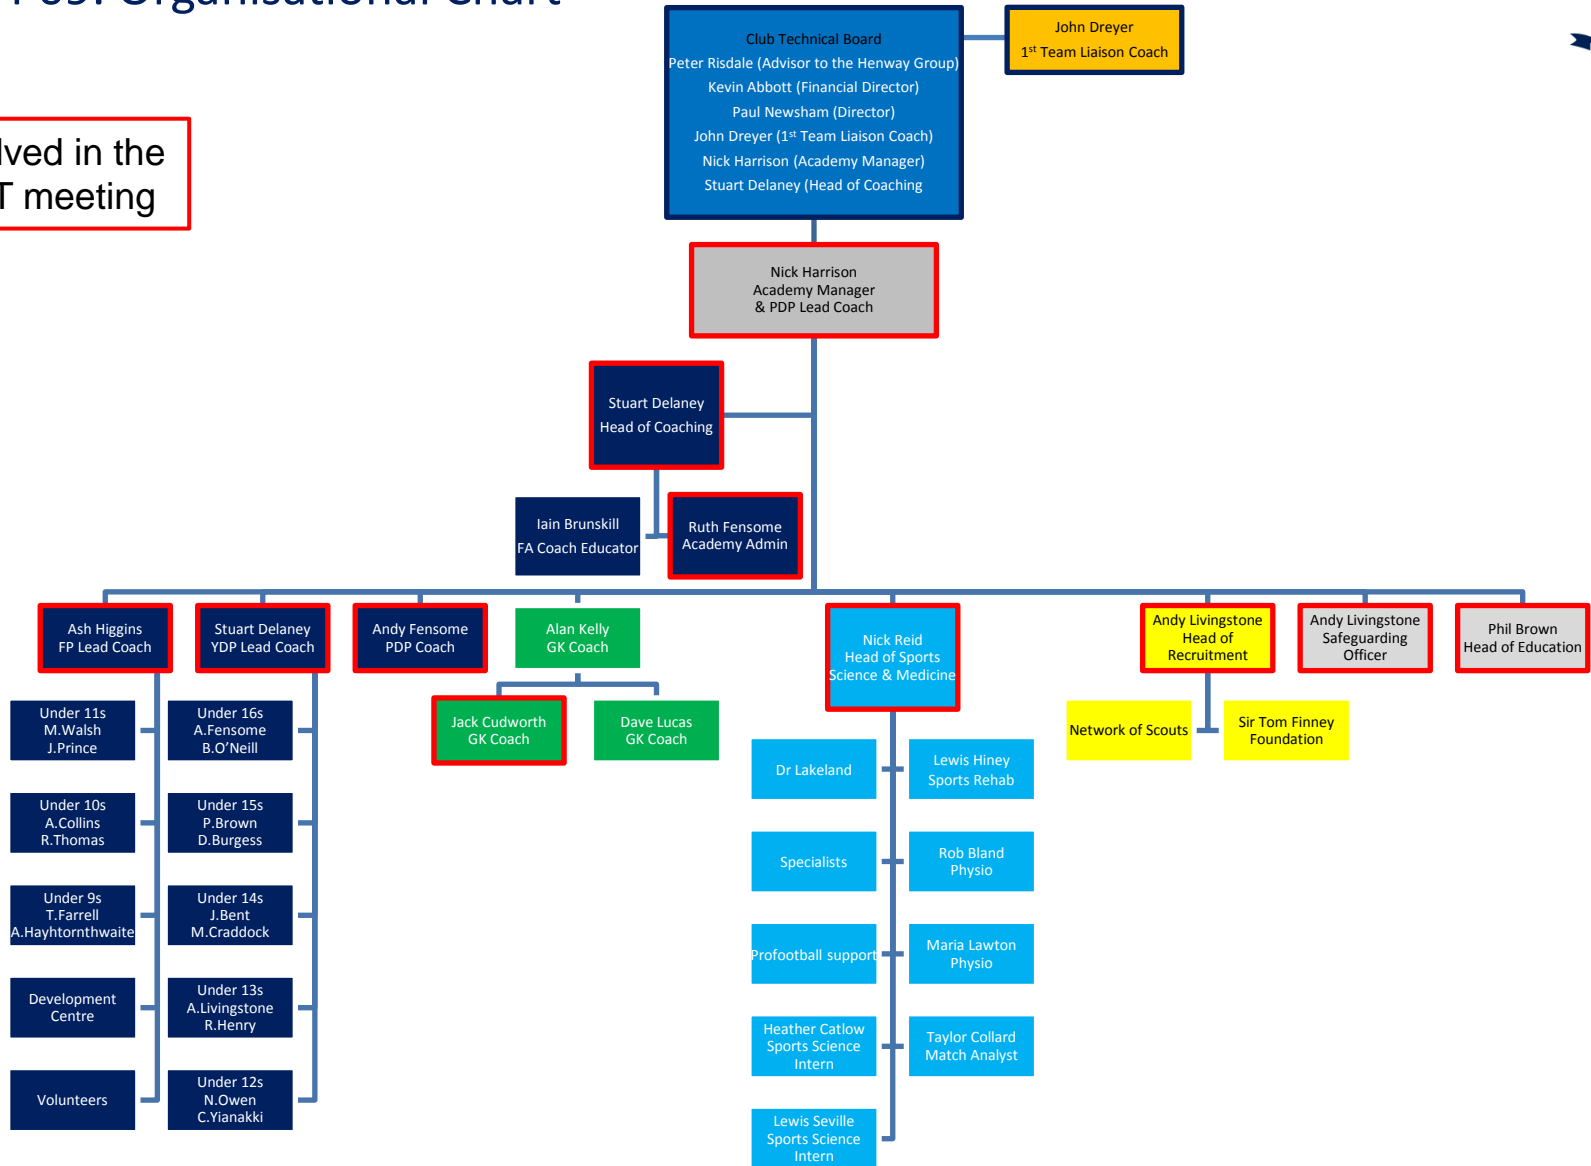 Organisational Chart
John Dreyer
1st Team Liaison Coach
Club Technical Board
Peter Risdale (Advisor to the Henway Group)
Kevin Abbott (Financial Director)
Paul Newsham (Director)
John Dreyer (1st Team Liaison Coach)
Nick Harrison (Academy Manager)
Stuart Delaney (Head of Coaching
in the
meeting
Nick Harrison
Academy Manager
& PDP Lead Coach
Stuart Delaney
Head of Coaching
Iain Brunskill
FA Coach Educator
Ruth Fensome
Academy Admin
Ash Higgins
FP Lead Coach
Stuart Delaney
YDP Lead Coach
Andy Fensome
PDP Coach
Alan Kelly
GK Coach
Nick Reid
Head of Sports
Science & Medicine
Andy Livingstone
Head of
Recruitment
Andy Livingstone
Safeguarding
Officer
Phil Brown
Head of Education
Under 11s
M.Walsh
J.Prince
Under 16s
A.Fensome
B.O'Neill
Jack Cudworth
GK Coach
Dave Lucas
GK Coach
Network of Scouts
Sir Tom Finney
Foundation
Dr Lakeland
Lewis Hiney
Sports Rehab
Under 10s
A.Collins
R.Thomas
Under 15s
P.Brown
D.Burgess
Specialists
Rob Bland
Physio
Under 9s
T.Farrell
A.Hayhtornthwaite
Under 14s
J.Bent
M.Craddock
Profootball support
Maria Lawton
Physio
Development
Centre
Under 13s
A.Livingstone
R.Henry
Heather Catlow
Sports Science
Intern
Taylor Collard
Match Analyst
Volunteers
Under 12s
N.Owen
C.Yianakki
Lewis Seville
Sports Science
Intern